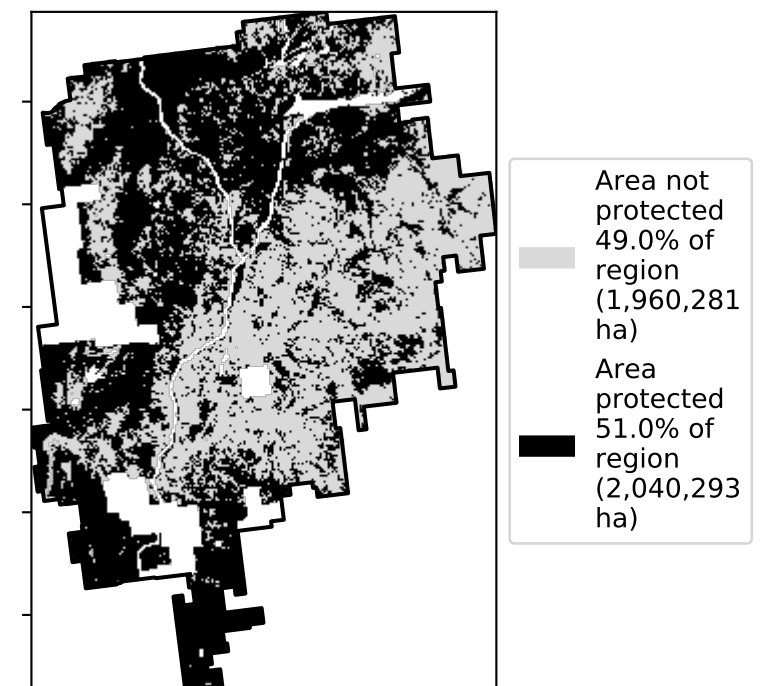 Area not
protected
49.0% of
region
(1,960,281
ha)
Area
protected
51.0% of
region
(2,040,293
ha)